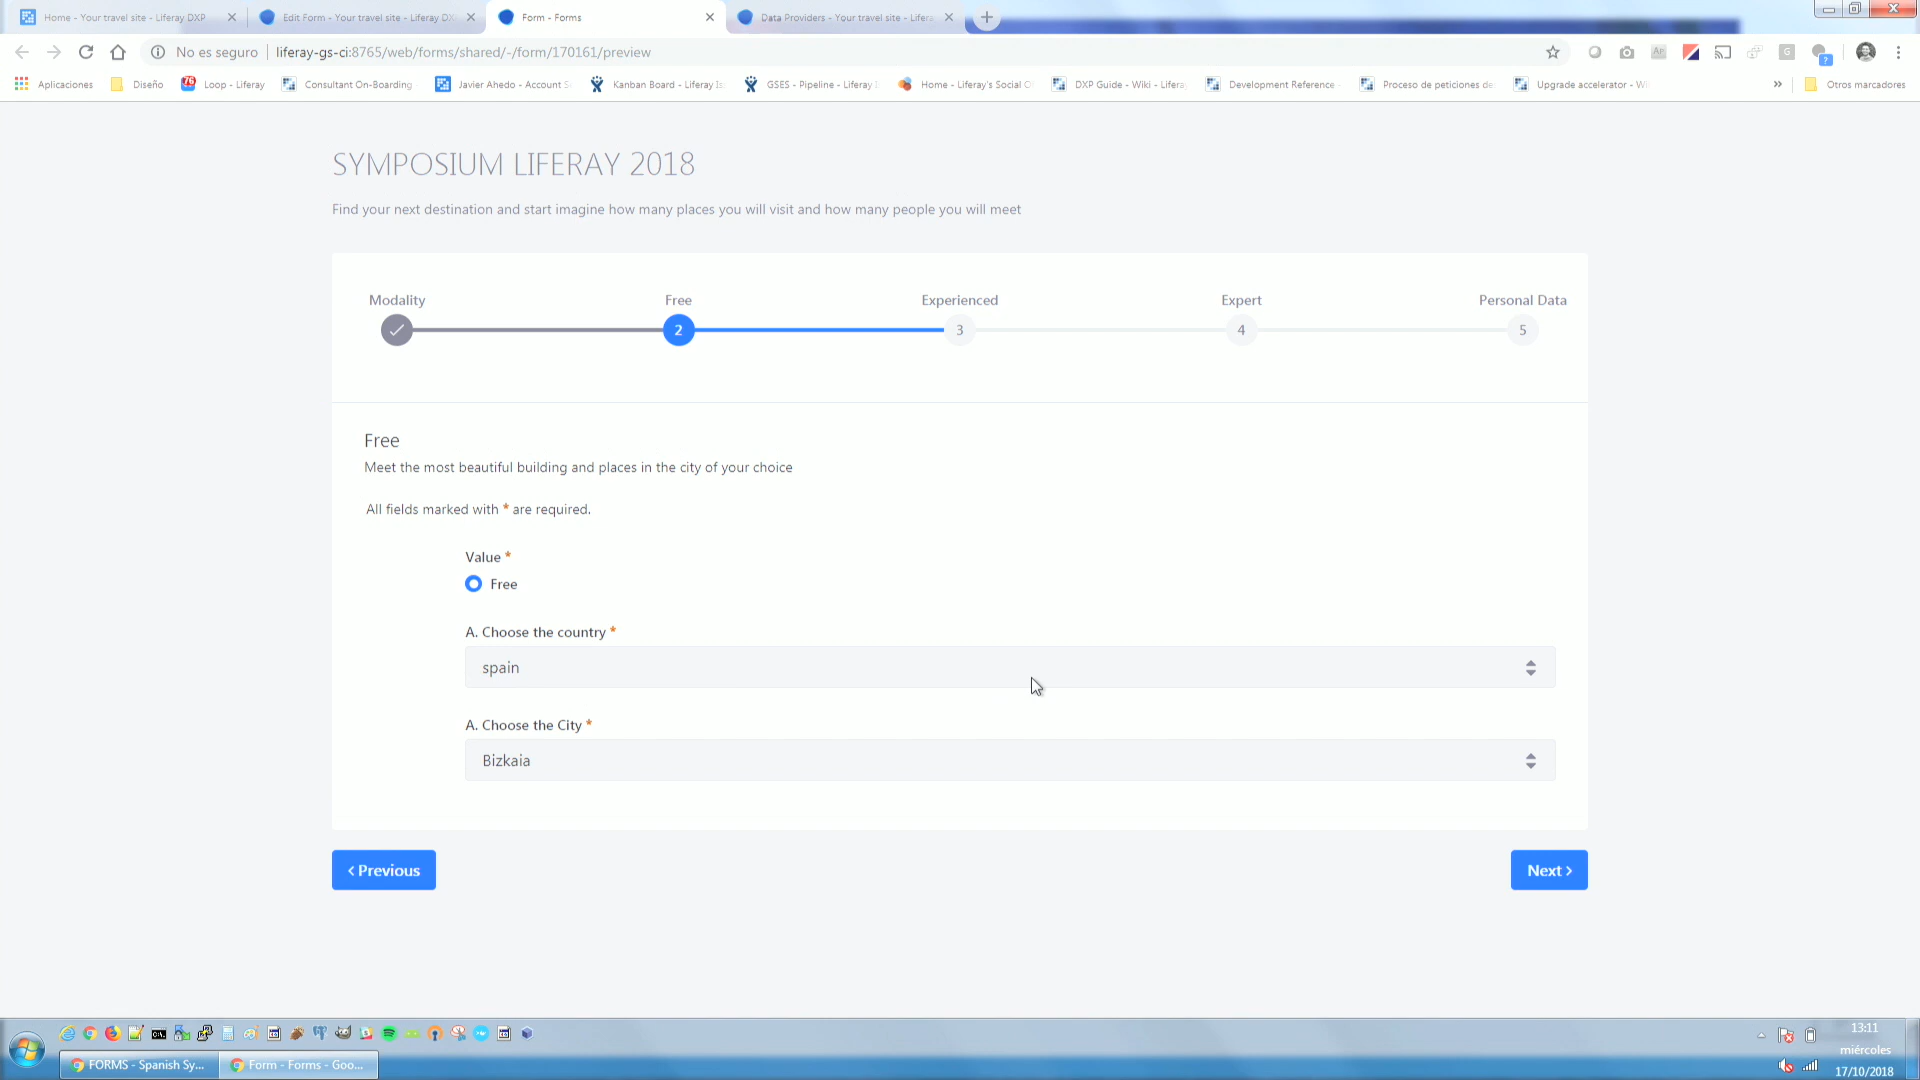 Home - Your travel site - Liferay DXP
Edit Form - Your travel site - Liferay DX
Form - Forms
Data Providers - Your travel site - Lifera
No es seguro
liferay-gs-ci:8765/web/forms/shared/-/form/170161/preview
Aplicaciones
Diseño
76
Loop - Liferay
Consultant On-Boarding
Javier Ahedo - Account S
Kanban Board - Liferay Is
GSES - Pipeline - Liferay
Home - Liferay's Social O
DXP Guide - Wiki - Lifera
Development Reference
Proceso de peticiones de
Upgrade accelerator - Wi
»
Otros marcadores
SYMPOSIUM LIFERAY 2018
Find your next destination and start imagine how many places you will visit and how many people you will meet
Modality
Free
Experienced
Expert
Personal Data
2
3
4
5
Free
Meet the most beautiful building and places in the city of your choice
All fields marked with * are required.
Value *
Free
A. Choose the country *
spain
A. Choose the City *
Bizkaia
Previous
Next
13:11
miércoles
17/10/2018
FORMS - Spanish Sy...
Form - Forms - Goo...